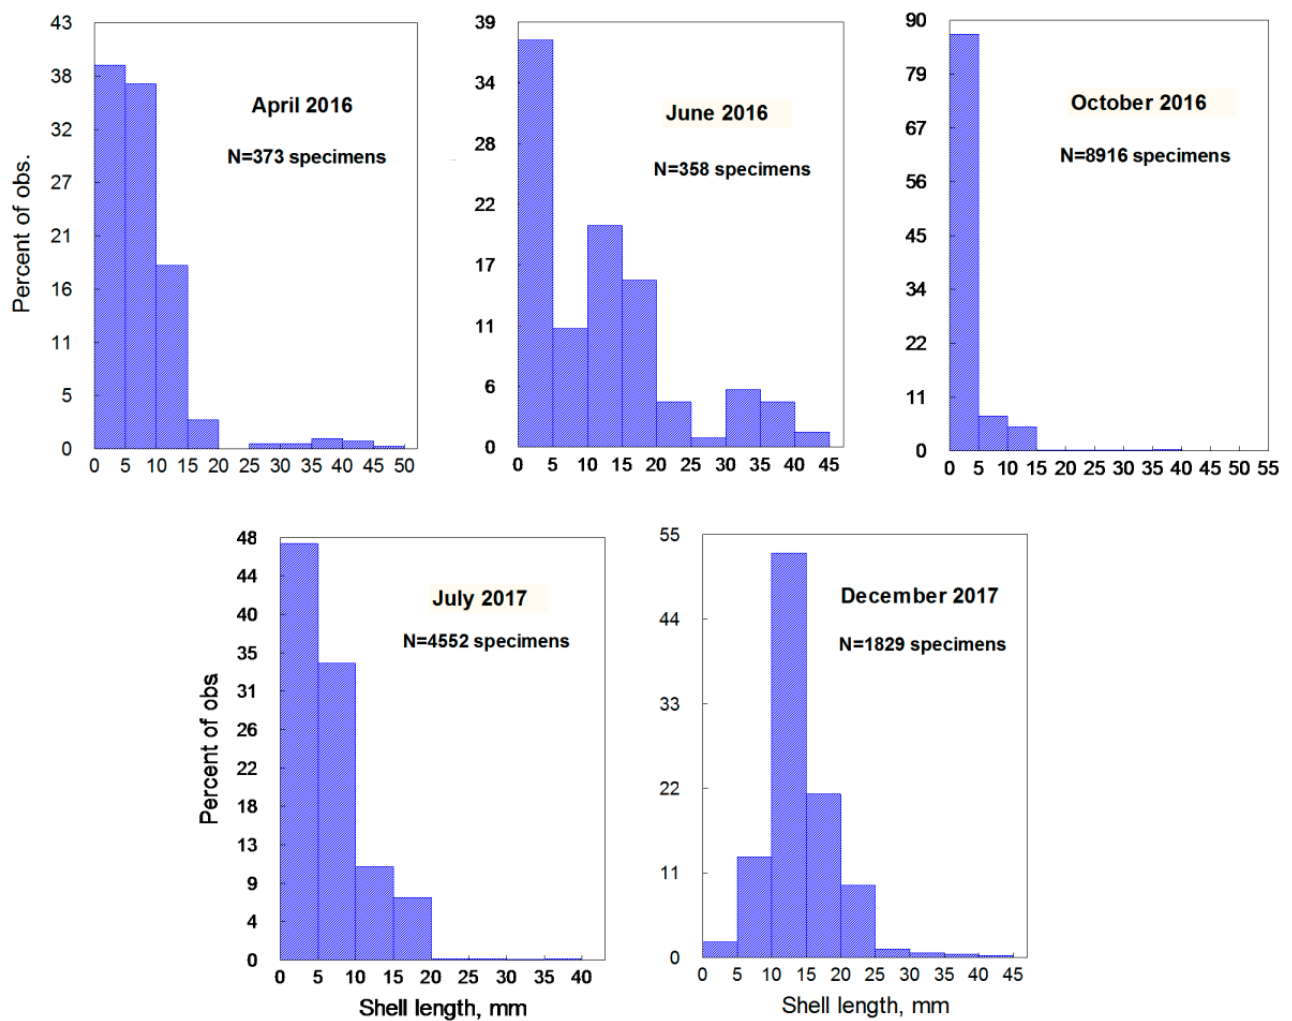 43
38
32
27
21
16
11
5
0
Percent of obs.
April 2016
N=373 specimens
0 5 10 15 20 25 30 35 40 45 50
39
34
28
22
17
11
6
0
June 2016
N=358 specimens
0 5 10 15 20 25 30 35 40 45
90
79
67
56
45
34
22
11
0
October 2016
N=8916 specimens
0 5 10 15 20 25 30 35 40 45 50 55
48
44
40
35
31
26
22
18
13
9
4
0
Percent of obs
July 2017
N=4552 specimens
0 5 10 15 20 25 30 35 40
Shell length, mm
55
44
33
22
11
0
December 2017
N=1829 specimens
0 5 10 15 20 25 30 35 40 45
Shell length, mm